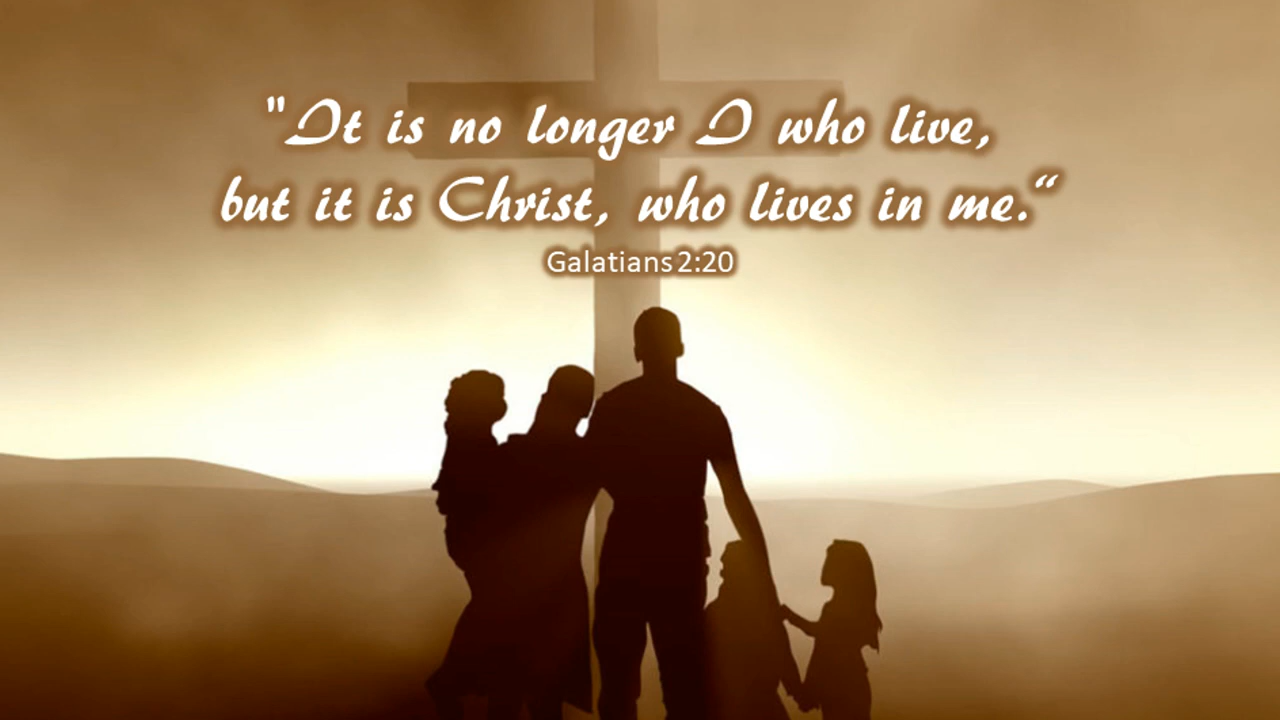 "It is no longer I who live,
but it is Christ, who lives in me.“
Galatians 2:20